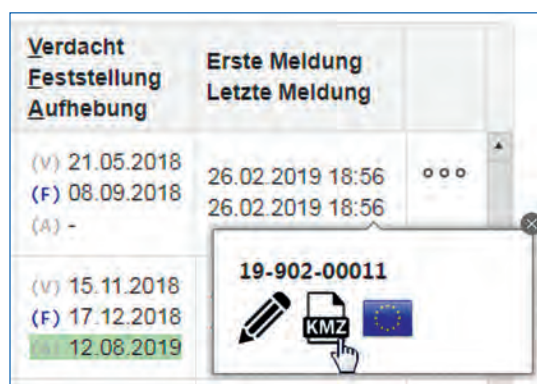 Verdacht
Feststellung
Aufhebung
Erste Meldung
Letzte Meldung
(V) 21.05.2018
(F) 08.09.2018
(A) -
26.02.2019 18:56
26.02.2019 18:56
19-902-00011
KMZ
(V) 15.11.2018
(F) 17.12.2018
(A) 12.08.2019